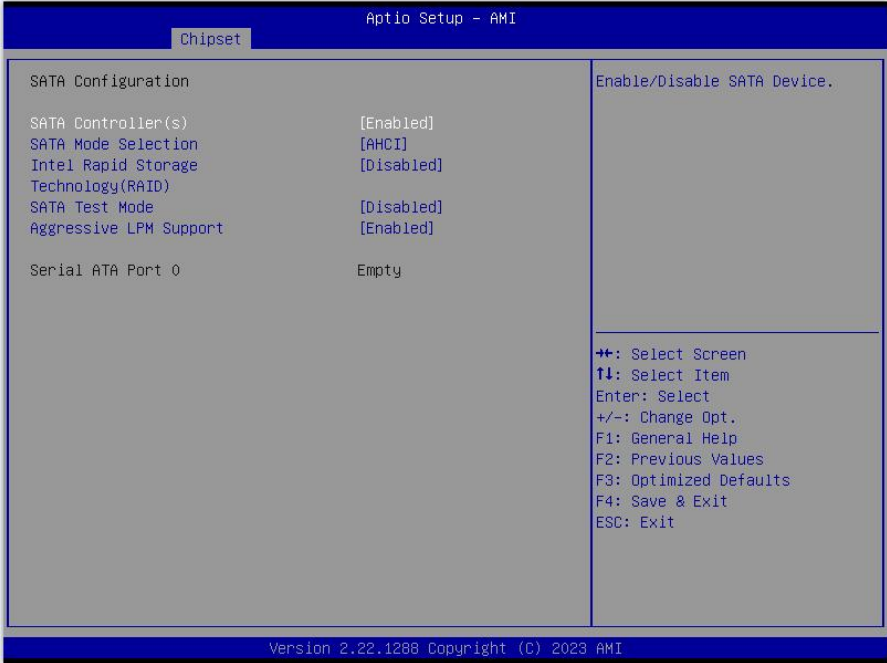 Aptio Setup – AMI
Chipset
SATA Configuration
SATA Controller(s) [Enabled]
SATA Mode Selection [AHCI]
Intel Rapid Storage [Disabled]
Technology(RAID)
SATA Test Mode [Disabled]
Aggressive LPM Support [Enabled]
Serial ATA Port 0 Empty
Enable/Disable SATA Device.
→←: Select Screen
↑↓: Select Item
Enter: Select
+/-: Change Opt.
F1: General Help
F2: Previous Values
F3: Optimized Defaults
F4: Save & Exit
ESC: Exit
Version 2.22.1288 Copyright (C) 2023 AMI